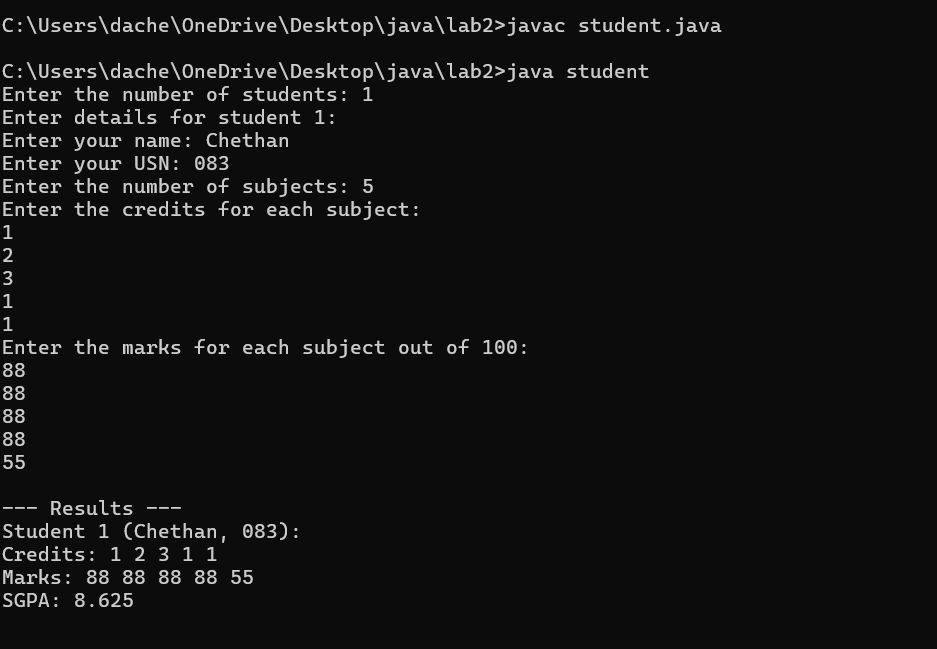 C:\Users\dache\OneDrive\Desktop\java\lab2>javac student.java
C:\Users\dache\OneDrive\Desktop\java\lab2>java student
Enter the number of students: 1
Enter details for student 1:
Enter your name: Chethan
Enter your USN: 083
Enter the number of subjects: 5
Enter the credits for each subject:
1
2
3
1
1
Enter the marks for each subject out of 100:
88
88
88
88
55
--- Results ---
Student 1 (Chethan, 083):
Credits: 1 2 3 1 1
Marks: 88 88 88 88 55
SGPA: 8.625